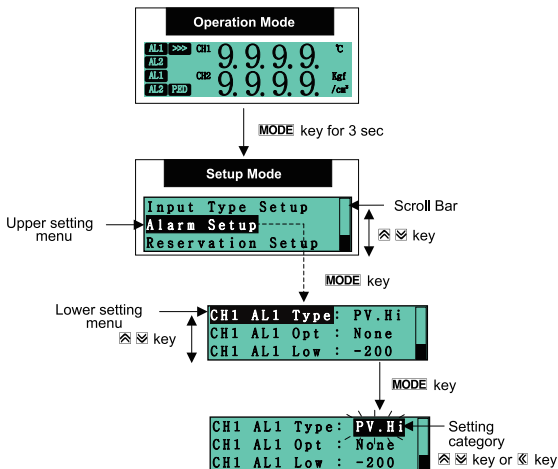 Operation Mode
AL1 >>> CH1 9.9.9.9. ℃
AL2
AL1 CH2 9.9.9.9. Kgf
AL2 PED /cm²
MODE key for 3 sec
Setup Mode
Input Type Setup
Scroll Bar
Upper setting
menu
Alarm Setup
key
Reservation Setup
MODE key
Lower setting
menu
key
CH1 AL1 Type: PV.Hi
CH1 AL1 Opt : None
CH1 AL1 Low : -200
MODE key
CH1 AL1 Type: PV.Hi
CH1 AL1 Opt : None
CH1 AL1 Low : -200
Setting
category
key or key